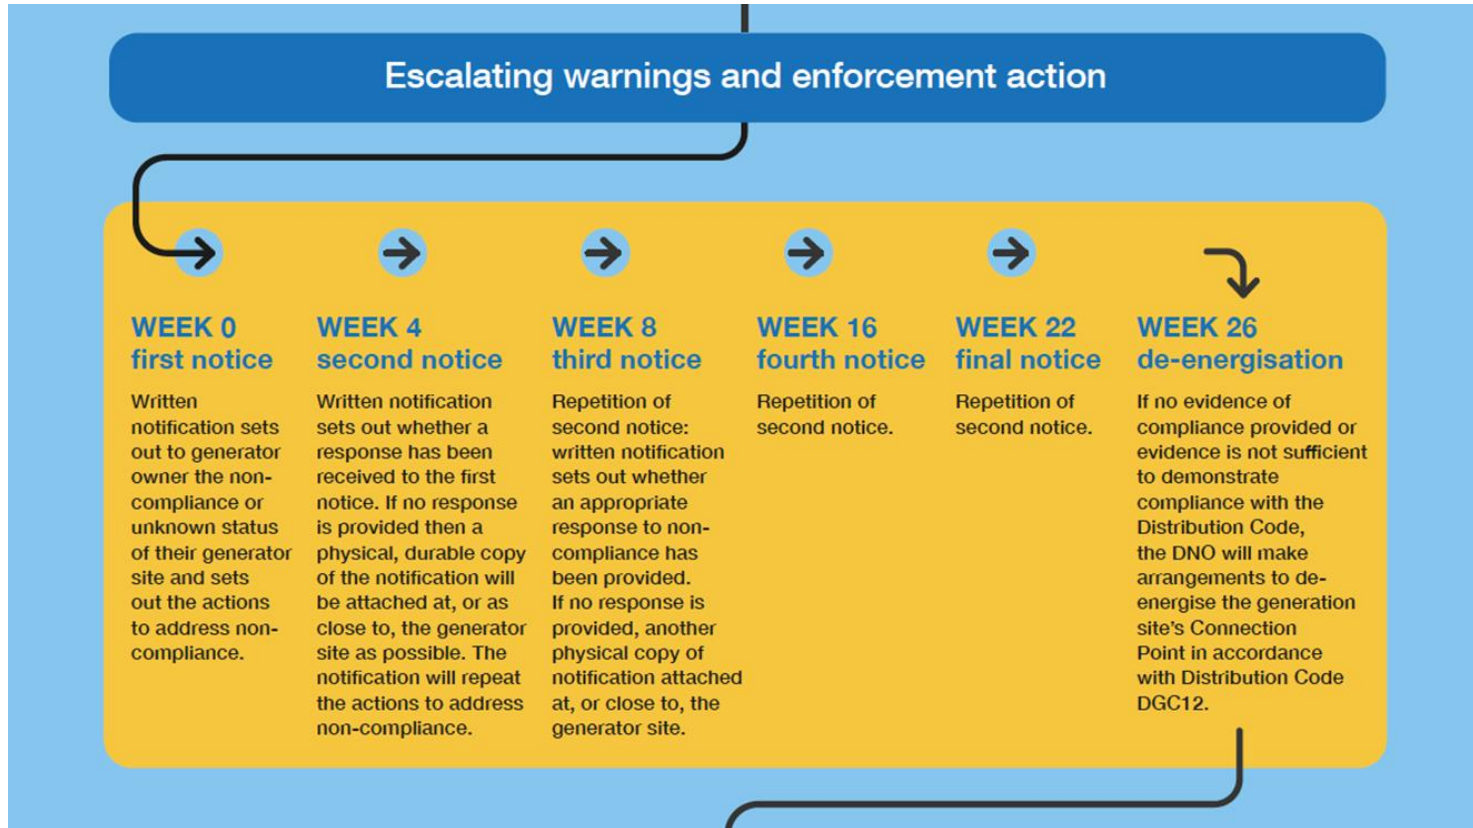 Escalating warnings and enforcement action
WEEK 0
first notice
Written
notification sets
out to generator
owner the non-
compliance or
unknown status
of their generator
site and sets
out the actions
to address non-
compliance.
WEEK 4
second notice
Written notification
sets out whether a
response has been
received to the first
notice. If no response
is provided then a
physical, durable copy
of the notification will
be attached at, or as
close to, the generator
site as possible. The
notification will repeat
the actions to address
non-compliance.
WEEK 8
third notice
Repetition of
second notice:
written notification
sets out whether
an appropriate
response to non-
compliance has
been provided.
If no response is
provided, another
physical copy of
notification attached
at, or close to, the
generator site.
WEEK 16
fourth notice
Repetition of
second notice.
WEEK 22
final notice
Repetition of
second notice.
WEEK 26
de-energisation
If no evidence of
compliance provided or
evidence is not sufficient
to demonstrate
compliance with the
Distribution Code,
the DNO will make
arrangements to de-
energise the generation
site's Connection
Point in accordance
with Distribution Code
DGC12.